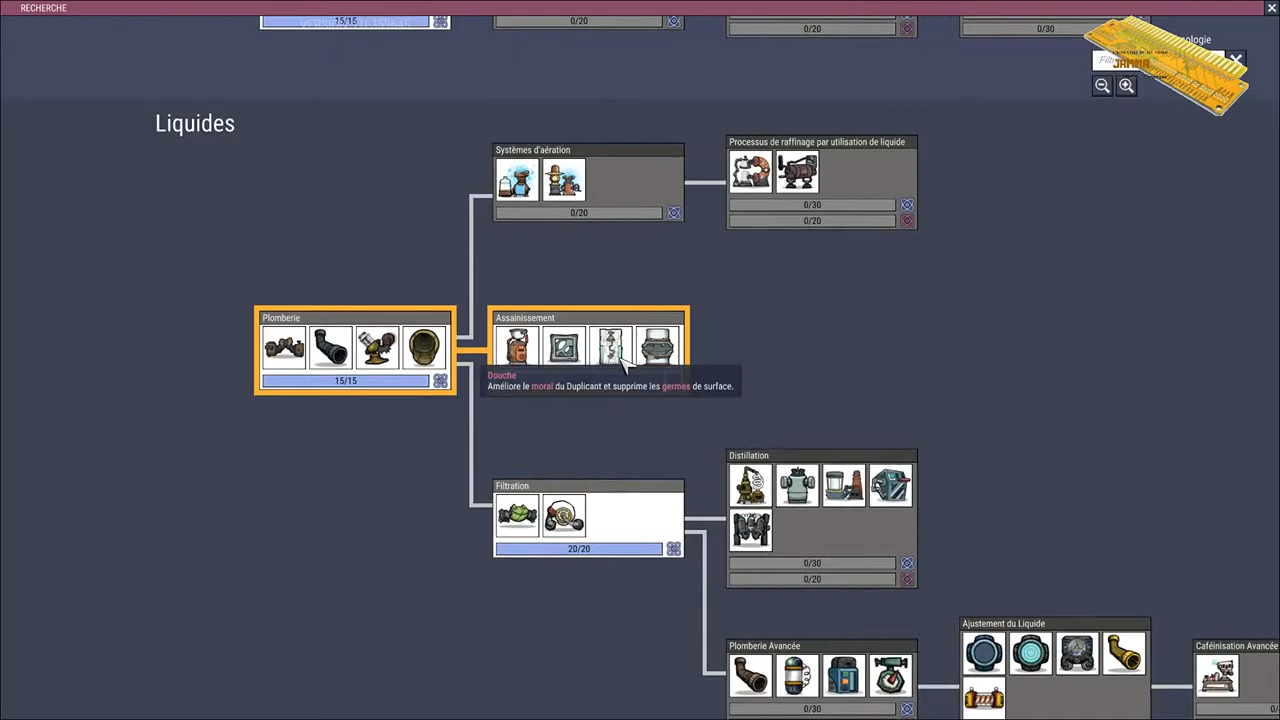 RECHERCHE
15/15
0/20
0/20
0/30
JAMMA
Liquides
Systèmes d'aération
0/20
Processus de raffinage par utilisation de liquide
0/30
0/20
Plomberie
15/15
Assainissement
Douche
Améliore le moral du Duplicant et supprime les germes de surface.
Filtration
20/20
Distillation
0/30
0/20
Plomberie Avancée
0/30
Ajustement du Liquide
Caféinisation Avancée